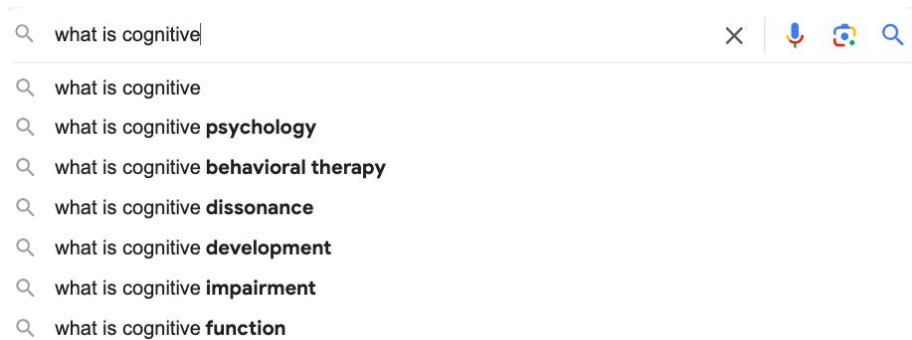 what is cognitive
what is cognitive
what is cognitive psychology
what is cognitive behavioral therapy
what is cognitive dissonance
what is cognitive development
what is cognitive impairment
what is cognitive function